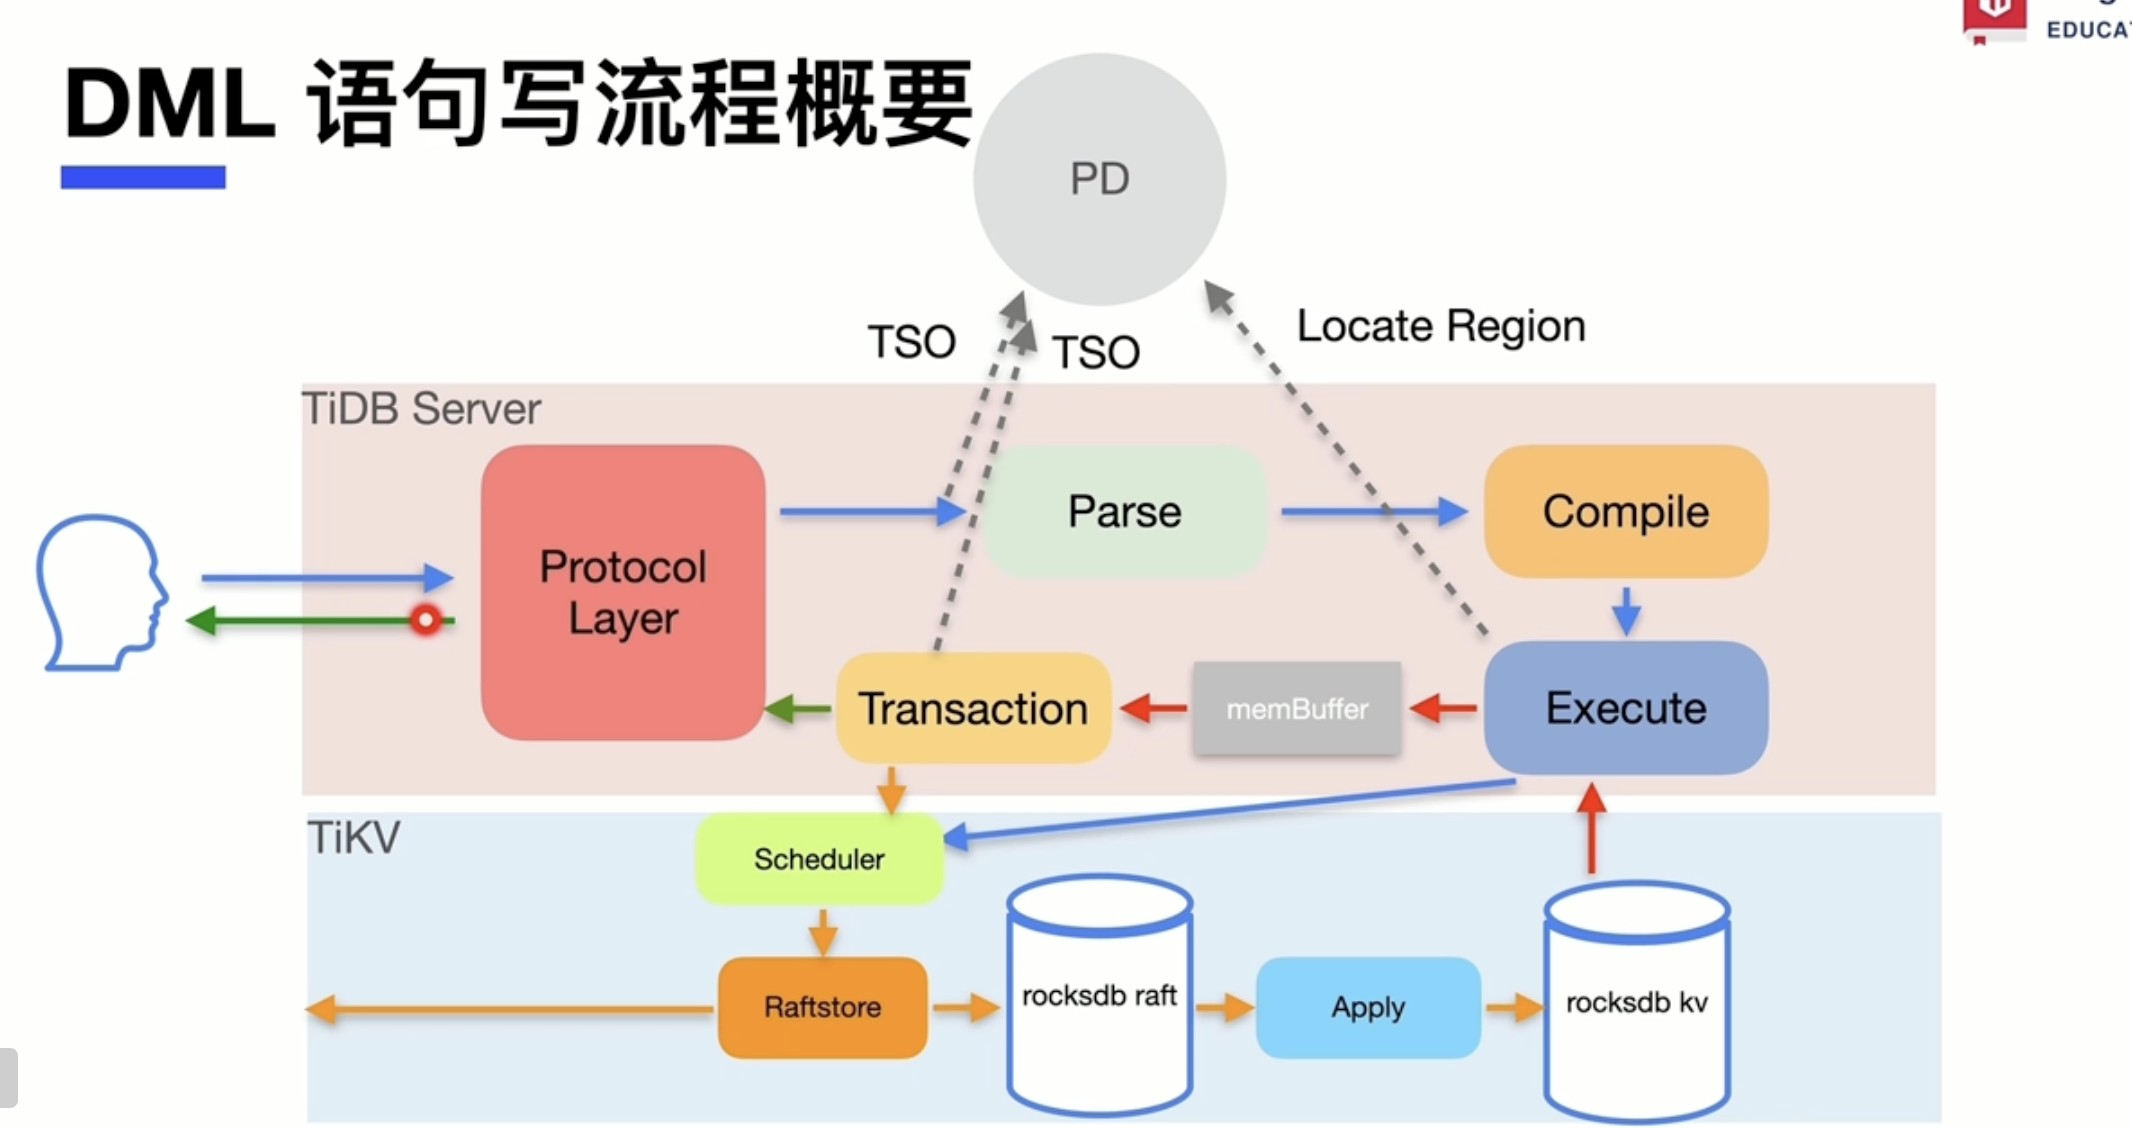 EDUCA
DML 语句写流程概要
PD
TSO
TSO
Locate Region
TiDB Server
Protocol
Layer
Parse
Compile
Transaction
memBuffer
Execute
TiKV
Scheduler
Raftstore
rocksdb raft
Apply
rocksdb kv